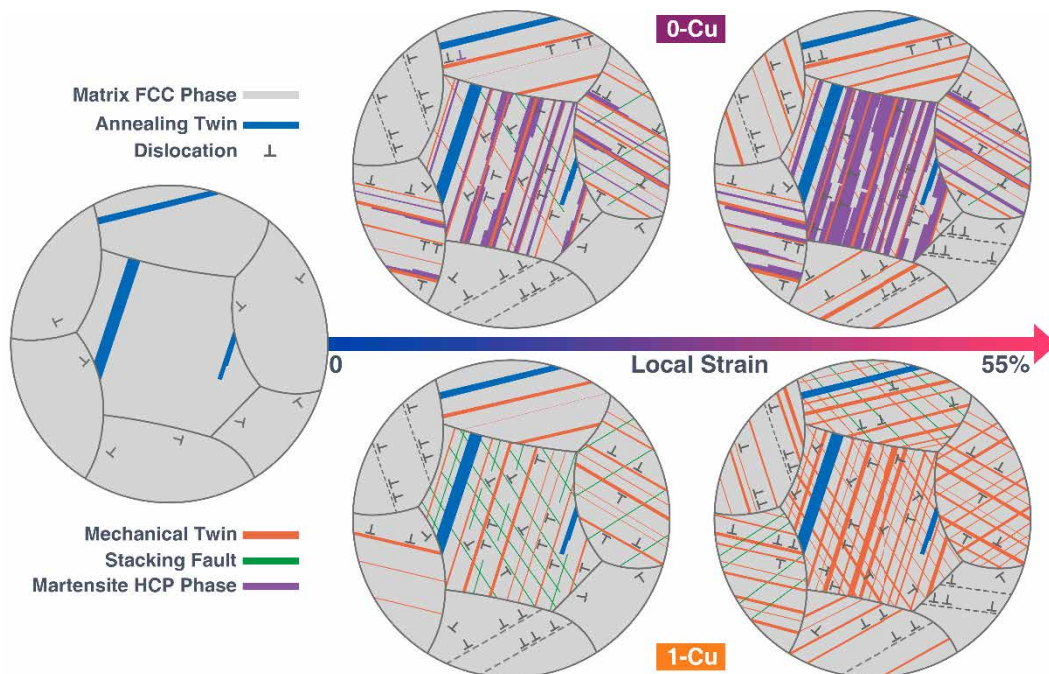 0-Cu
Matrix FCC Phase
Annealing Twin
Dislocation
0 Local Strain 55%
Mechanical Twin
Stacking Fault
Martensite HCP Phase
1-Cu